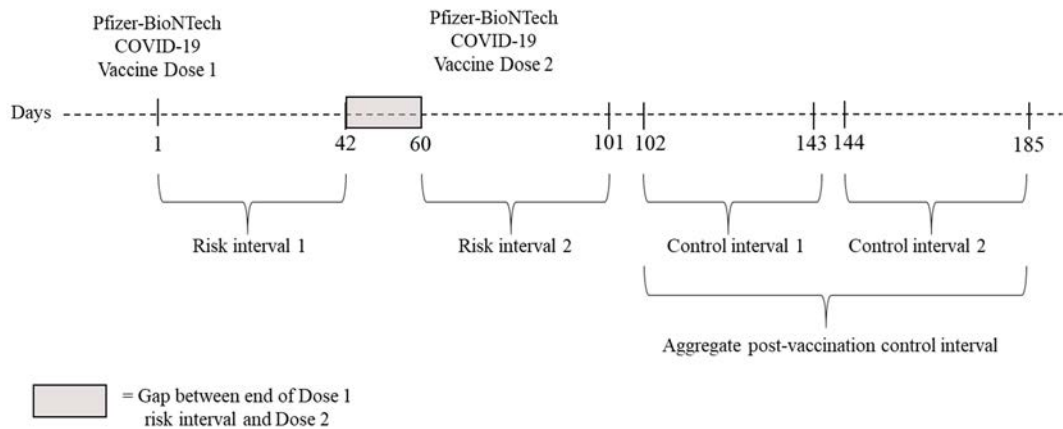 Pfizer-BioNTech
COVID-19
Vaccine Dose 1
Pfizer-BioNTech
COVID-19
Vaccine Dose 2
Days
1
42
60
101
102
143
144
185
Risk interval 1
Risk interval 2
Control interval 1
Control interval 2
Aggregate post-vaccination control interval
= Gap between end of Dose 1
risk interval and Dose 2